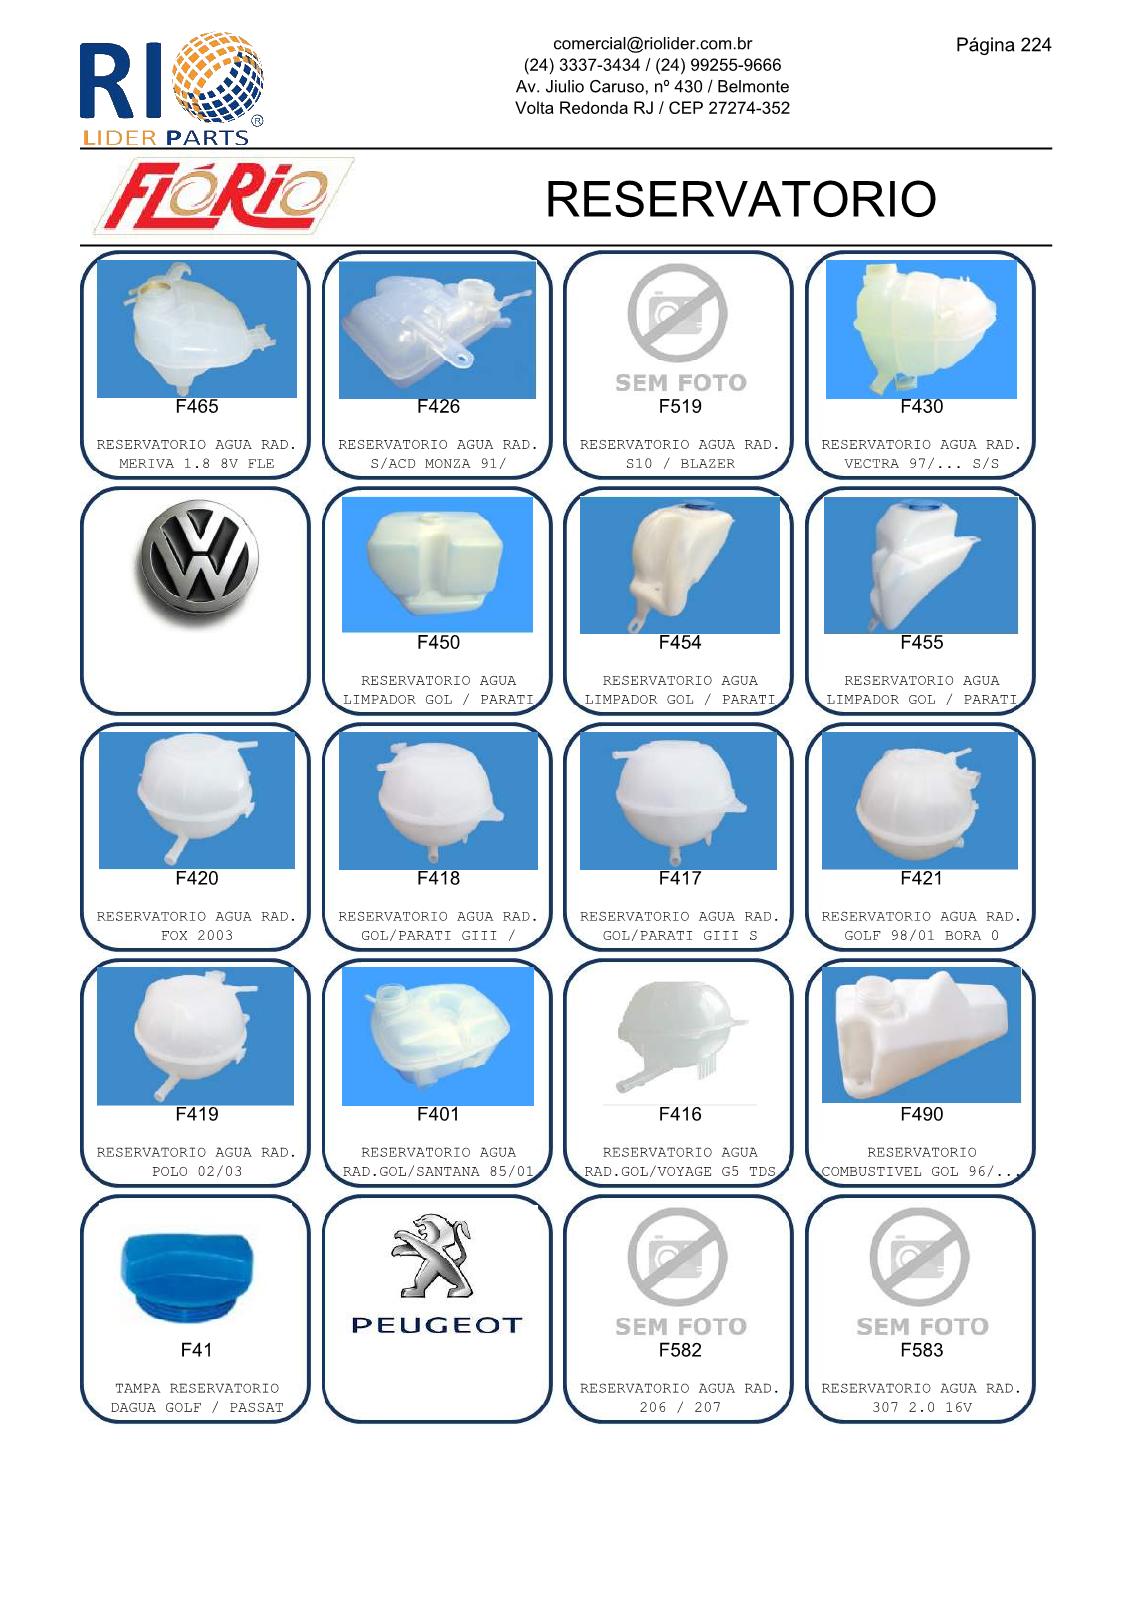 RIO
LIDER PARTS
®
comercial@riolider.com.br
(24) 3337-3434 / (24) 99255-9666
Av. Jiulio Caruso, nº 430 / Belmonte
Volta Redonda RJ / CEP 27274-352
Página 224
FLÓRiO
RESERVATORIO
F465
RESERVATORIO AGUA RAD.
MERIVA 1.8 8V FLE
F426
RESERVATORIO AGUA RAD.
S/ACD MONZA 91/
SEM FOTO
F519
RESERVATORIO AGUA RAD.
S10 / BLAZER
F430
RESERVATORIO AGUA RAD.
VECTRA 97/... S/S
F450
RESERVATORIO AGUA
LIMPADOR GOL / PARATI
F454
RESERVATORIO AGUA
LIMPADOR GOL / PARATI
F455
RESERVATORIO AGUA
LIMPADOR GOL / PARATI
F420
RESERVATORIO AGUA RAD.
FOX 2003
F418
RESERVATORIO AGUA RAD.
GOL/PARATI GIII /
F417
RESERVATORIO AGUA RAD.
GOL/PARATI GIII S
F421
RESERVATORIO AGUA RAD.
GOLF 98/01 BORA 0
F419
RESERVATORIO AGUA RAD.
POLO 02/03
F401
RESERVATORIO AGUA
RAD.GOL/SANTANA 85/01
F416
RESERVATORIO AGUA
RAD.GOL/VOYAGE G5 TDS
F490
RESERVATORIO
COMBUSTIVEL GOL 96/...
F41
TAMPA RESERVATORIO
DAGUA GOLF / PASSAT
PEUGEOT
SEM FOTO
F582
RESERVATORIO AGUA RAD.
206 / 207
SEM FOTO
F583
RESERVATORIO AGUA RAD.
307 2.0 16V